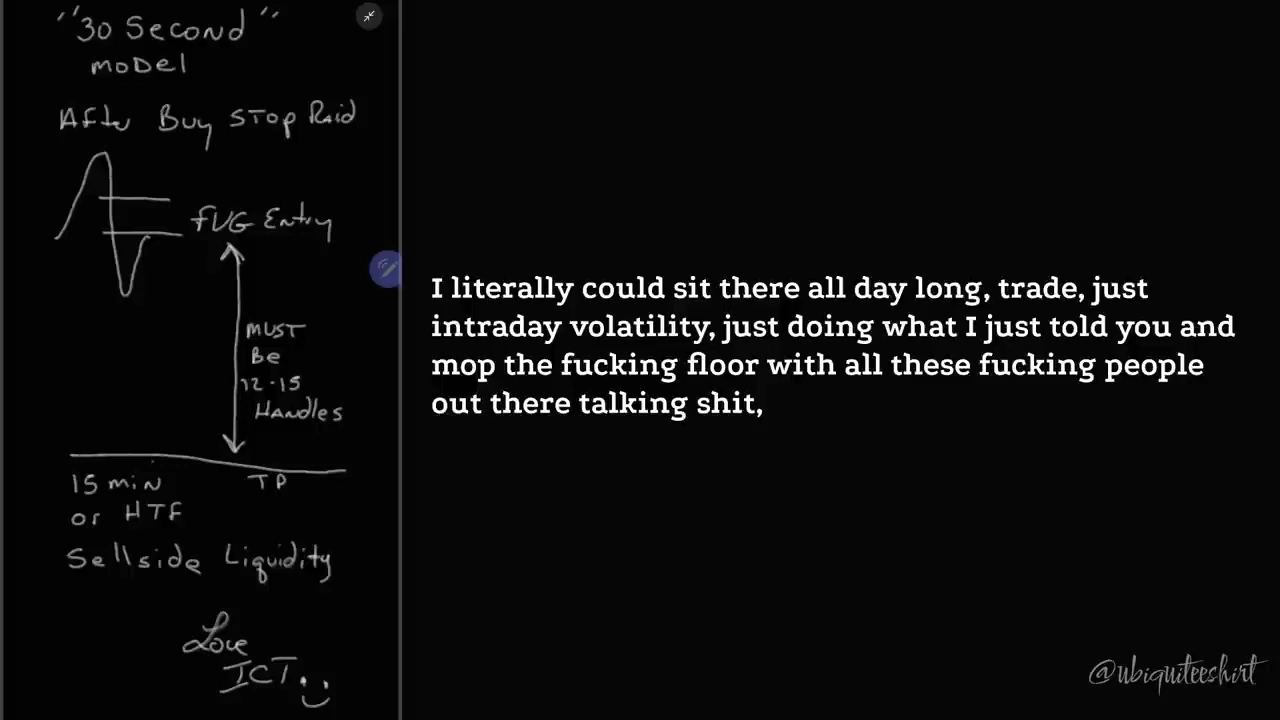 "30 Second"
model
After Buy Stop Raid
FVG Entry
MUST
Be
12-15
HANdles
15 min
TP
or HTF
Sellside Liquidity
Love
ICT
I literally could sit there all day long, trade, just
intraday volatility, just doing what I just told you and
mop the fucking floor with all these fucking people
out there talking shit,
@ubiquiteeshirt